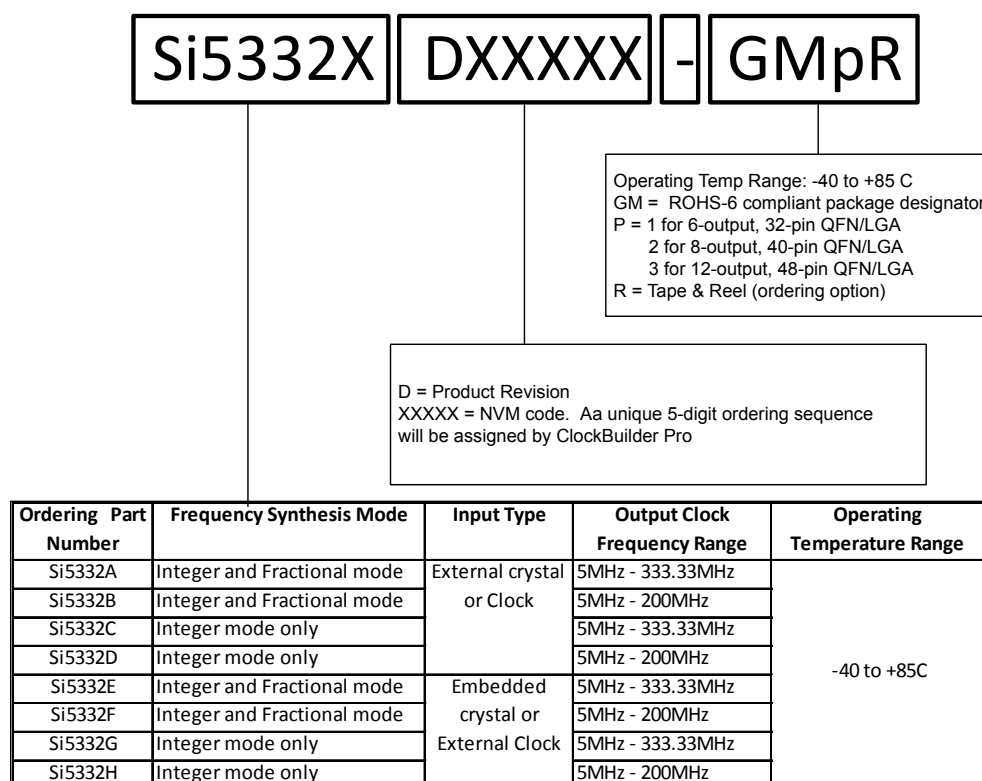 Si5332X DXXXXX - GMpR
Operating Temp Range: -40 to +85 C
GM = ROHS-6 compliant package designator
P = 1 for 6-output, 32-pin QFN/LGA
2 for 8-output, 40-pin QFN/LGA
3 for 12-output, 48-pin QFN/LGA
R = Tape & Reel (ordering option)
D = Product Revision
XXXXX = NVM code. Aa unique 5-digit ordering sequence
will be assigned by ClockBuilder Pro
Ordering Part Number Frequency Synthesis Mode Input Type Output Clock Frequency Range Operating Temperature Range
Si5332A Integer and Fractional mode External crystal 5MHz - 333.33MHz
Si5332B Integer and Fractional mode or Clock 5MHz - 200MHz
Si5332C Integer mode only 5MHz - 333.33MHz
Si5332D Integer mode only 5MHz - 200MHz
-40 to +85C
Si5332E Integer and Fractional mode Embedded 5MHz - 333.33MHz
Si5332F Integer and Fractional mode crystal or 5MHz - 200MHz
Si5332G Integer mode only External Clock 5MHz - 333.33MHz
Si5332H Integer mode only 5MHz - 200MHz